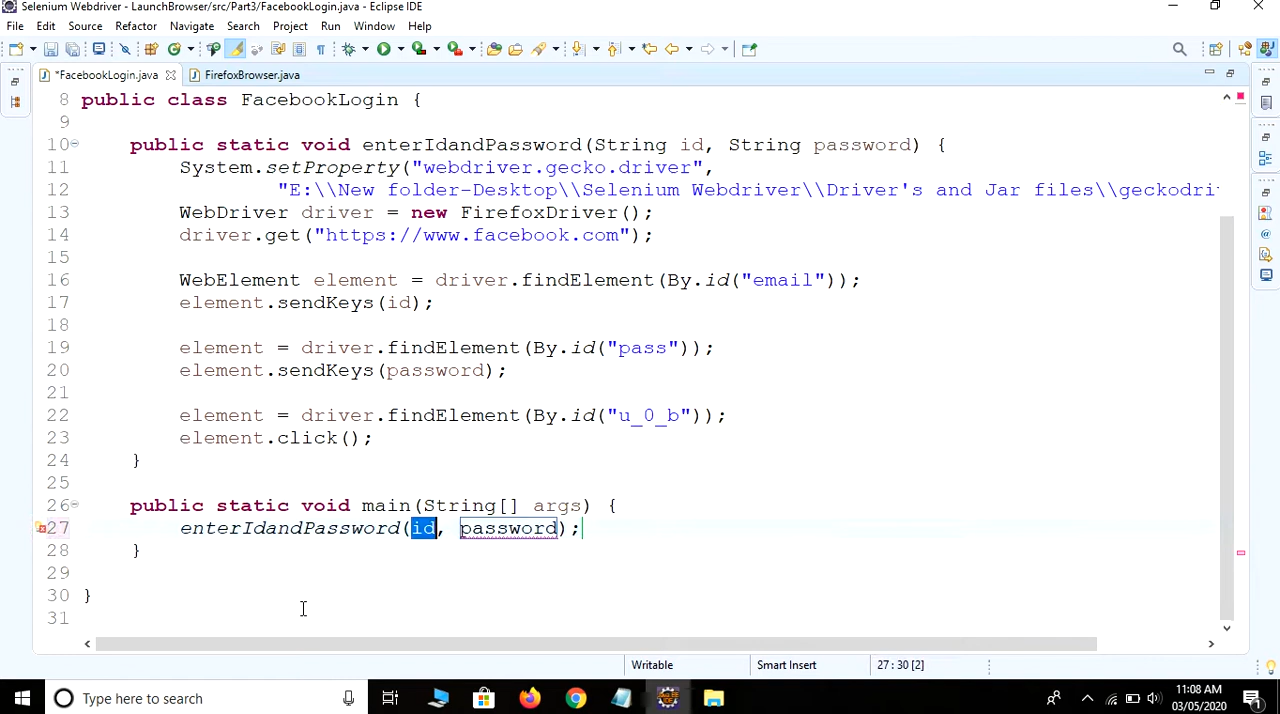 Selenium Webdriver - LaunchBrowser/src/Part3/FacebookLogin.java - Eclipse IDE
File Edit Source Refactor Navigate Search Project Run Window Help
*FacebookLogin.java FirefoxBrowser.java
8 public class FacebookLogin {
9
10 public static void enterIdandPassword(String id, String password) {
11 System.setProperty("webdriver.gecko.driver",
12 "E:\\New folder-Desktop\\Selenium Webdriver\\Driver's and Jar files\\geckodri
13 WebDriver driver = new FirefoxDriver();
14 driver.get("https://www.facebook.com");
15
16 WebElement element = driver.findElement(By.id("email"));
17 element.sendKeys(id);
18
19 element = driver.findElement(By.id("pass"));
20 element.sendKeys(password);
21
22 element = driver.findElement(By.id("u_0_b"));
23 element.click();
24 }
25
26 public static void main(String[] args) {
27 enterIdandPassword(id, password);
28 }
29
30 }
31
Writable Smart Insert 27 : 30 [2]
Type here to search
11:08 AM
03/05/2020
1